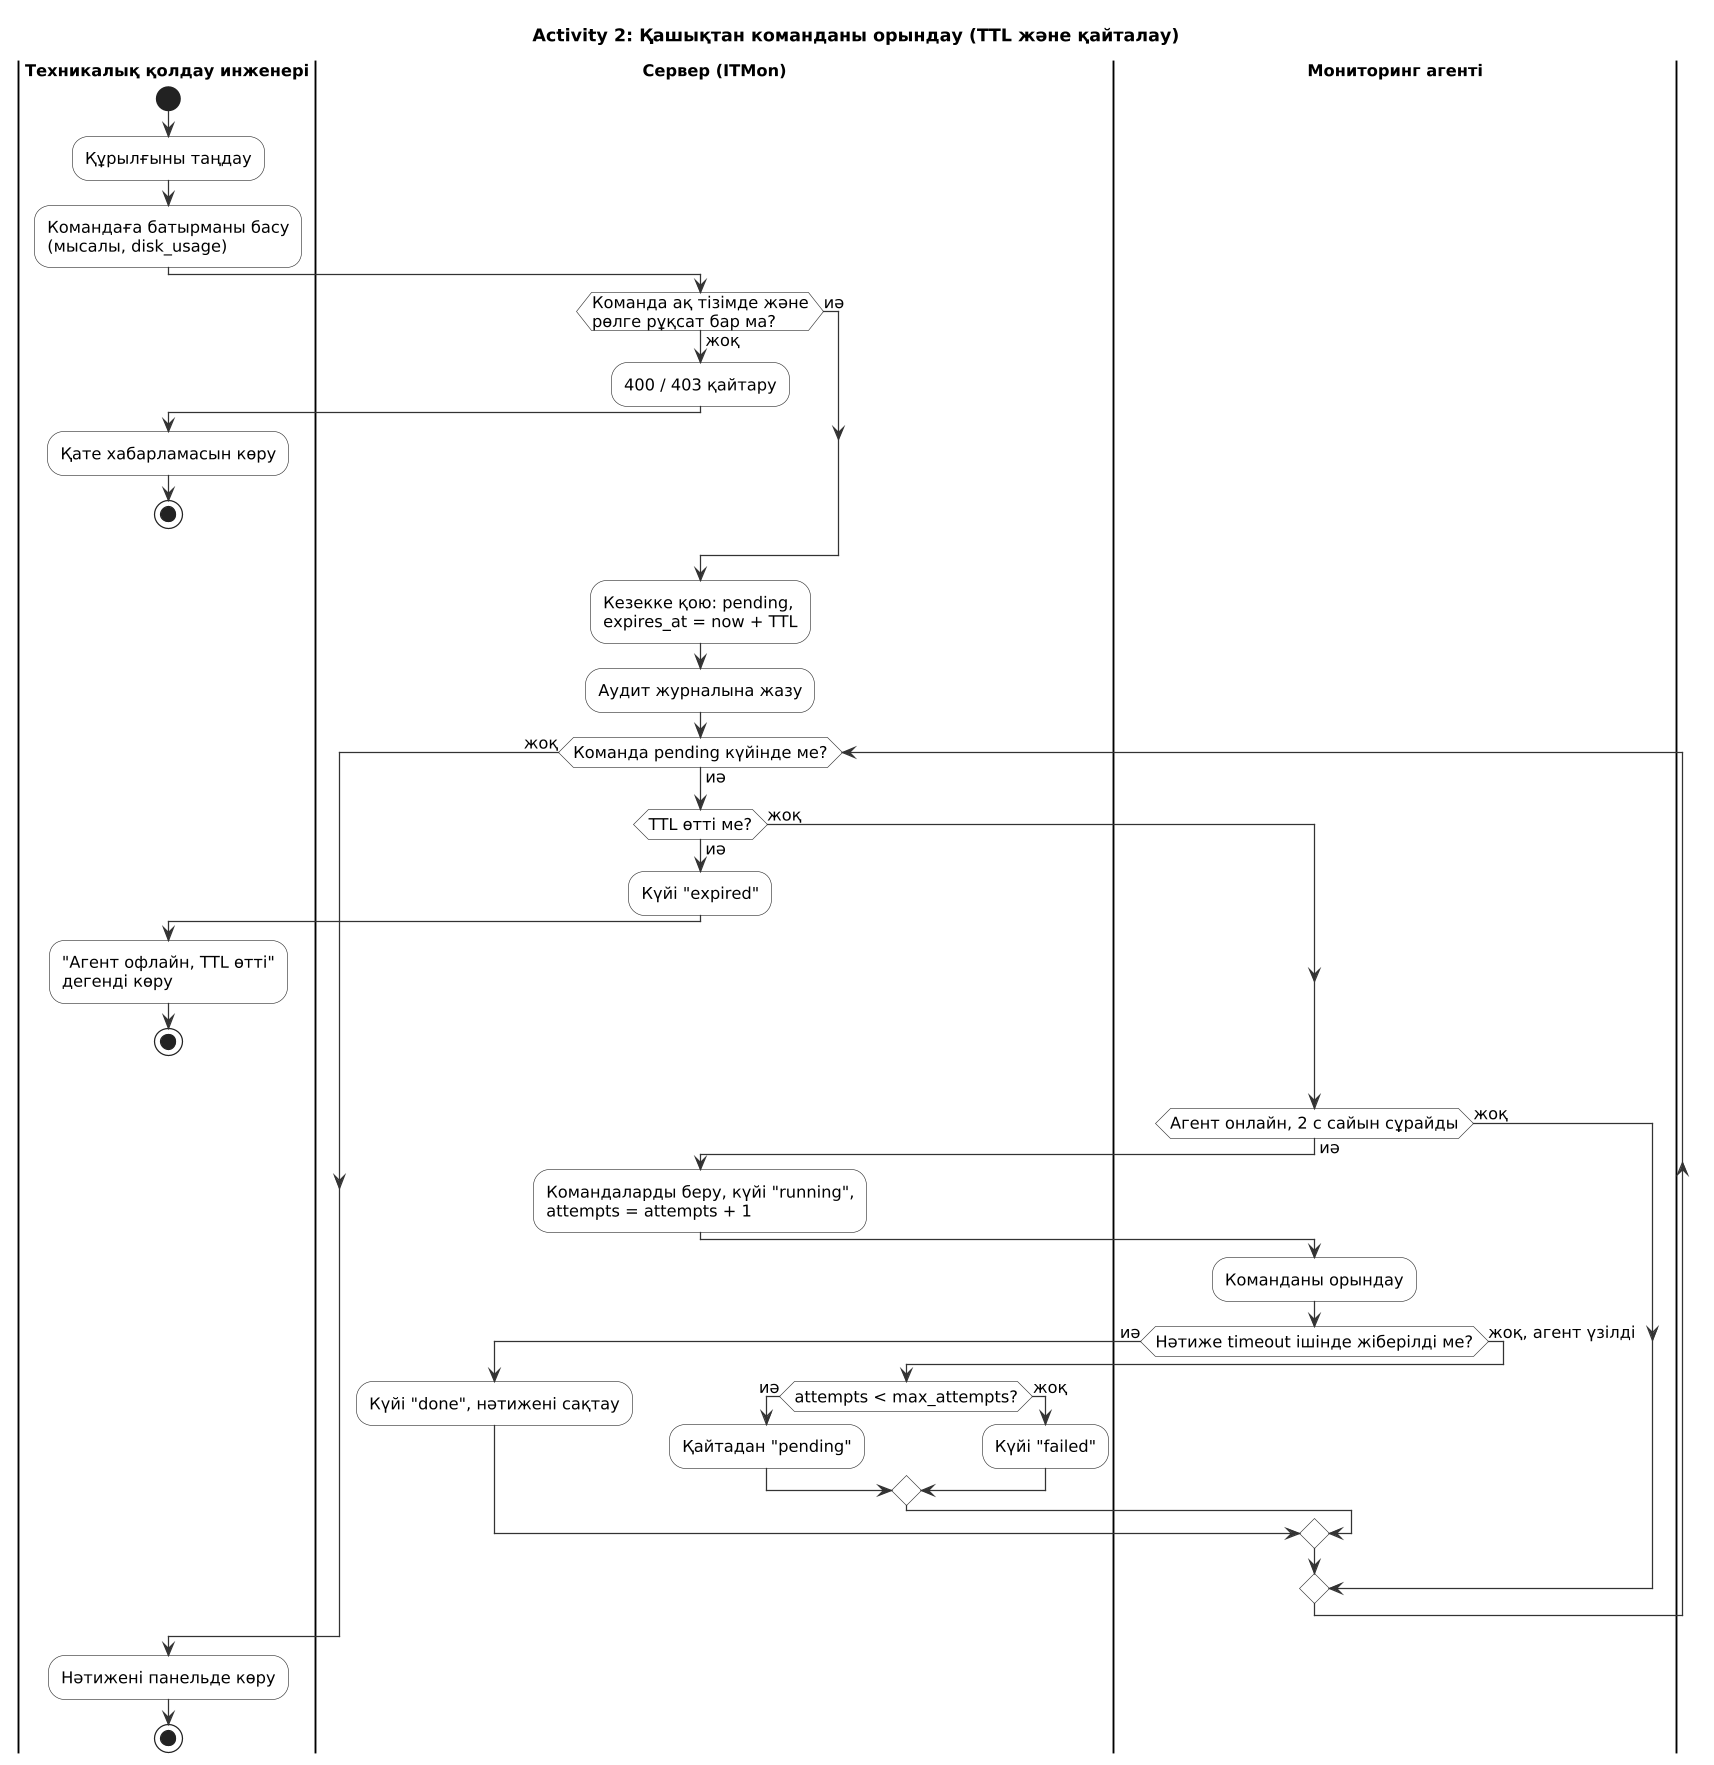 Activity 2: Қашықтан команданы орындау (TTL және қайталау)
Техникалық қолдау инженері
Сервер (ITMon)
Мониторинг агенті
Құрылғыны таңдау
Командаға батырманы басу
(мысалы, disk_usage)
Команда ақ тізімде және
рөлге рұқсат бар ма?
иә
жоқ
400 / 403 қайтару
Қате хабарламасын көру
Кезекке қою: pending,
expires_at = now + TTL
Аудит журналына жазу
жоқ
Команда pending күйінде ме?
иә
TTL өтті ме?
жоқ
иә
Күйі "expired"
"Агент офлайн, TTL өтті"
дегенді көру
Агент онлайн, 2 с сайын сұрайды
жоқ
иә
Командаларды беру, күйі "running",
attempts = attempts + 1
Команданы орындау
иә
Нәтиже timeout ішінде жіберілді ме?
жоқ, агент үзілді
Күйі "done", нәтижені сақтау
иә
attempts < max_attempts?
жоқ
Қайтадан "pending"
Күйі "failed"
Нәтижені панельде көру